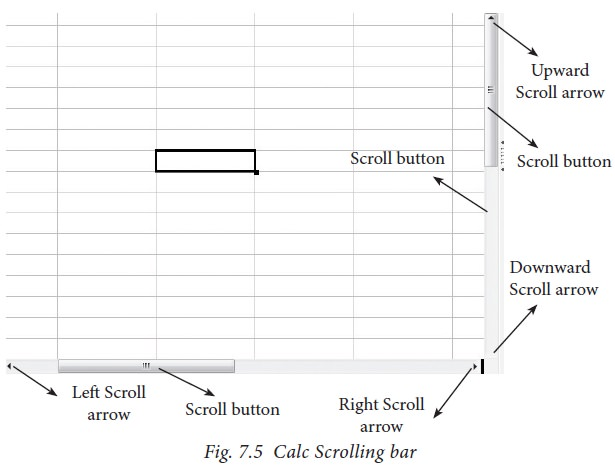 Upward
Scroll arrow
Scroll button
Scroll button
Downward
Scroll arrow
Left Scroll
arrow
Scroll button
Right Scroll
arrow
Fig. 7.5 Calc Scrolling bar